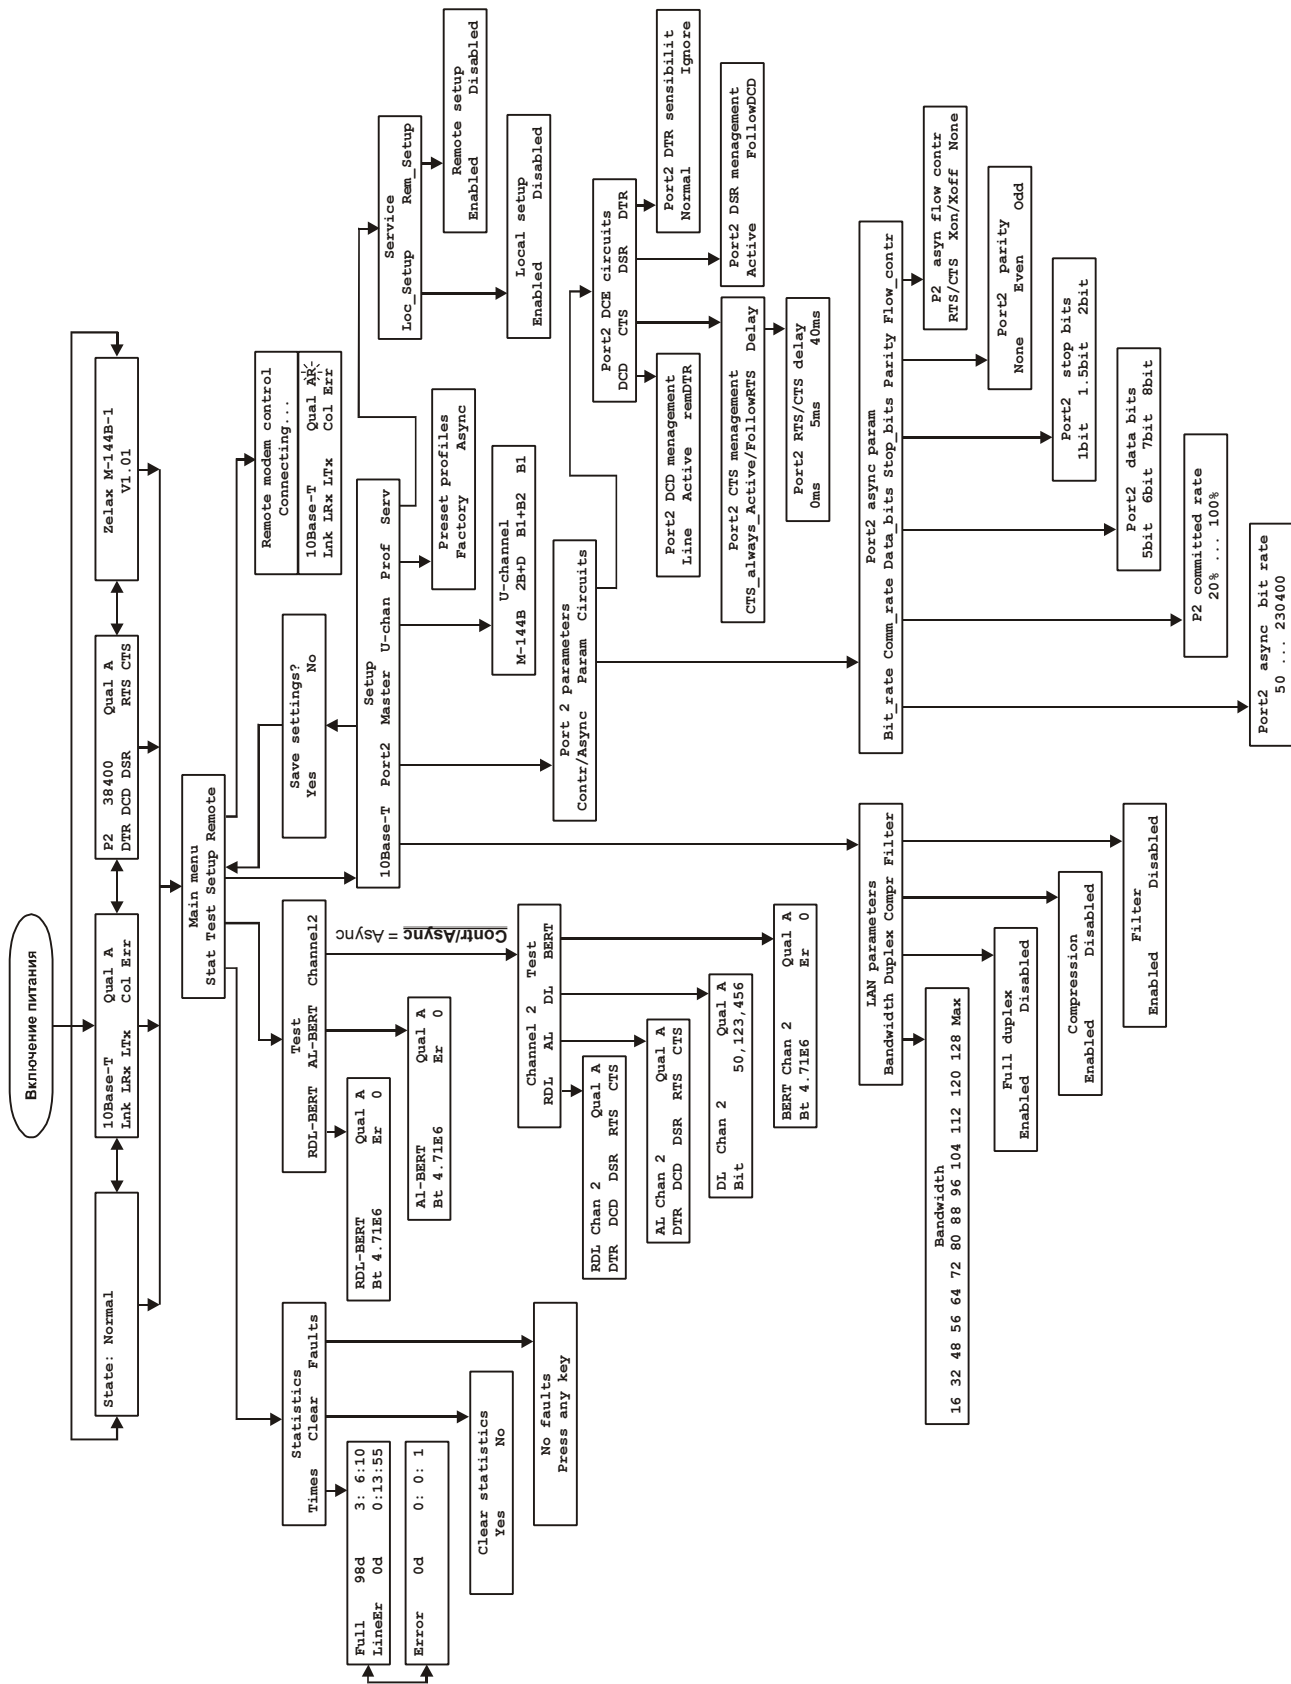 Включение питания
State: Normal
10Base-T Qual A
Lnk LRx LTx Col Err
P2 38400 Qual A
DTR DCD DSR RTS CTS
Zelax M-144B-1
V1.01
Main menu
Stat Test Setup Remote
Statistics
Times Clear Faults
Full 98d 3: 6:10
LineEr 0d 0:13:55
Error 0d 0: 0: 1
Clear statistics
Yes No
No faults
Press any key
Test
RDL-BERT AL-BERT Channel2
RDL-BERT Qual A
Bt 4.71E6 Er 0
Al-BERT Qual A
Bt 4.71E6 Er 0
Contr/Async = Async
Channel 2 Test
RDL AL DL BERT
RDL Chan 2 Qual A
DTR DCD DSR RTS CTS
AL Chan 2 Qual A
DTR DCD DSR RTS CTS
DL Chan 2 Qual A
Bit 50,123,456
BERT Chan 2 Qual A
Bt 4.71E6 Er 0
Save settings?
Yes No
Setup
10Base-T Port2 Master U-chan Prof Serv
Remote modem control
Connecting...
10Base-T Qual AR
Lnk LRx LTx Col Err
Service
Loc_Setup Rem_Setup
Remote setup
Enabled Disabled
Local setup
Enabled Disabled
Preset profiles
Factory Async
U-channel
M-144B 2B+D B1+B2 B1
Port 2 parameters
Contr/Async Param Circuits
Port2 DCE circuits
DCD CTS DSR DTR
Port2 DTR sensibilit
Normal Ignore
Port2 DSR menagement
Active FollowDCD
Port2 DCD menagement
Line Active remDTR
Port2 CTS menagement
CTS_always_Active/FollowRTS Delay
Port2 RTS/CTS delay
0ms 5ms 40ms
Port2 async param
Bit_rate Comm_rate Data_bits Stop_bits Parity Flow_contr
P2 asyn flow contr
RTS/CTS Xon/Xoff None
Port2 parity
None Even Odd
Port2 stop bits
1bit 1.5bit 2bit
Port2 data bits
5bit 6bit 7bit 8bit
P2 committed rate
20% ... 100%
Port2 async bit rate
50 ... 230400
LAN parameters
Bandwidth Duplex Compr Filter
Bandwidth
16 32 48 56 64 72 80 88 96 104 112 120 128 Max
Full duplex
Enabled Disabled
Compression
Enabled Disabled
Filter
Enabled Disabled